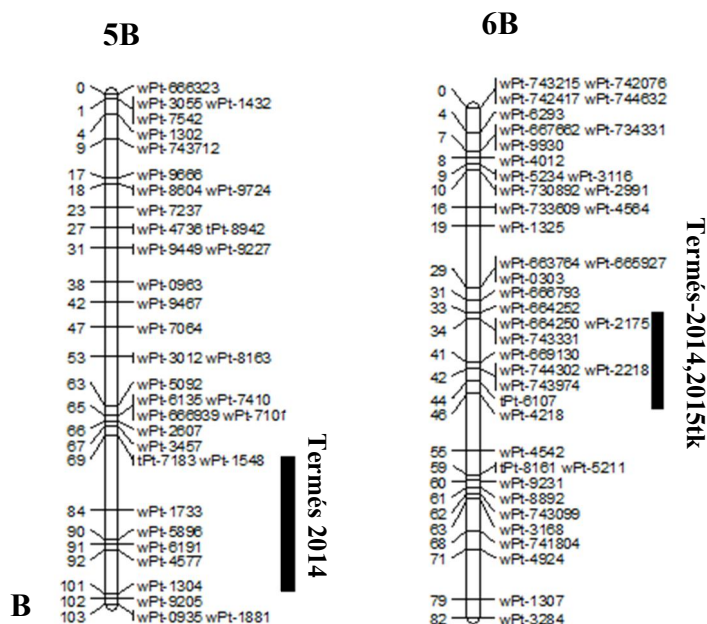 5B
0 wPt-666323
1 wPt-3055 wPt-1432
wPt-7542
4 wPt-1302
9 wPt-743712
17 wPt-9666
18 wPt-8604 wPt-9724
23 wPt-7237
27 wPt-4736 tPt-8942
31 wPt-9449 wPt-9227
38 wPt-0963
42 wPt-9467
47 wPt-7064
53 wPt-3012 wPt-8163
63 wPt-5092
65 wPt-6135 wPt-7410
wPt-666939 wPt-7101
66 wPt-2607
67 wPt-3457
69 tPt-7183 wPt-1548
84 wPt-1733
90 wPt-5896
91 wPt-6191
92 wPt-4577
101 wPt-1304
102 wPt-9205
103 wPt-0935 wPt-1881
Termés 2014
B
6B
0 wPt-743215 wPt-742076
wPt-742417 wPt-744632
4 wPt-6293
7 wPt-667662 wPt-734331
wPt-9930
8 wPt-4012
9 wPt-5234 wPt-3116
10 wPt-730892 wPt-2991
16 wPt-733609 wPt-4564
19 wPt-1325
29 wPt-663764 wPt-665927
wPt-0303
31 wPt-666793
33 wPt-664252
34 wPt-664250 wPt-2175
wPt-743331
41 wPt-669130
42 wPt-744302 wPt-2218
wPt-743974
44 tPt-6107
46 wPt-4218
55 wPt-4542
59 tPt-8161 wPt-5211
60 wPt-9231
61 wPt-8892
62 wPt-743099
63 wPt-3168
68 wPt-741804
71 wPt-4924
79 wPt-1307
82 wPt-3284
Termés-2014,2015tk